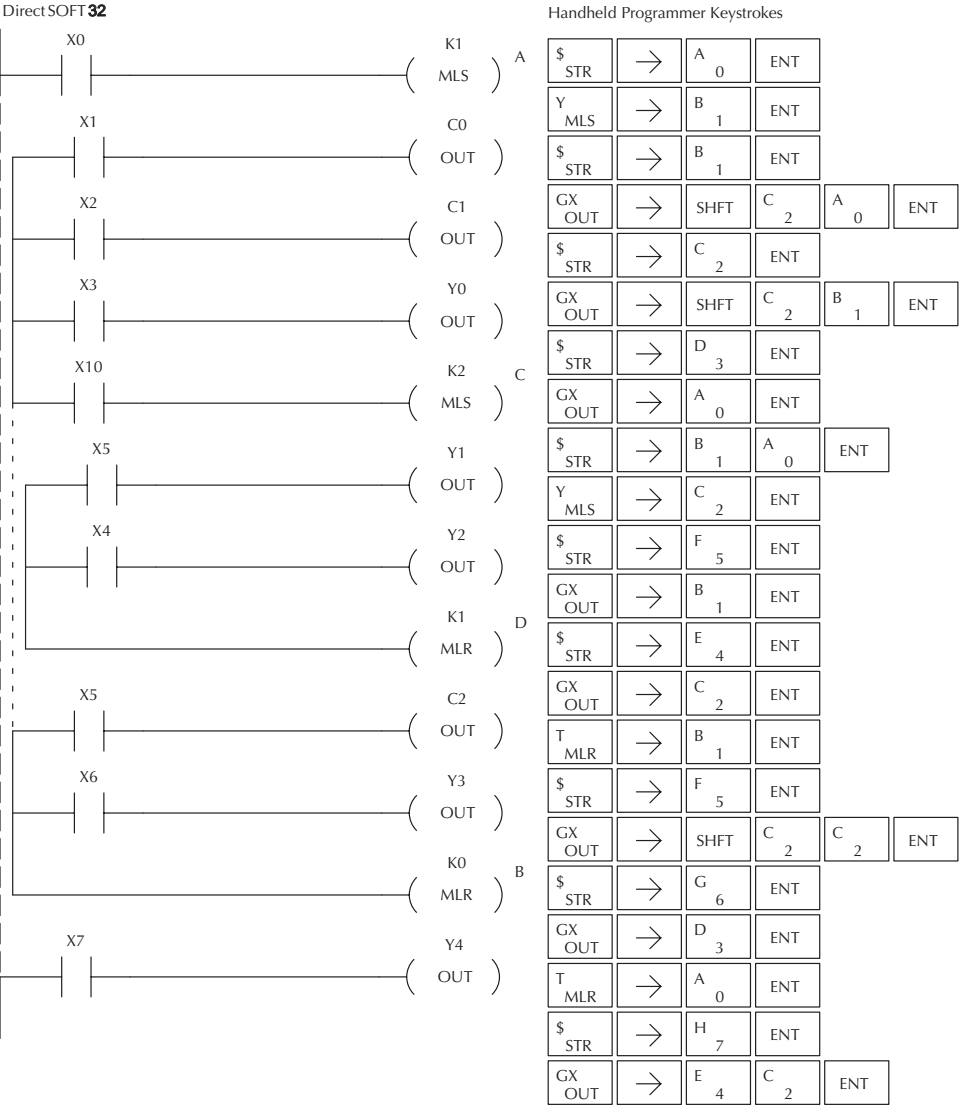 DirectSOFT32
X0
K1
MLS
A
X1
C0
OUT
X2
C1
OUT
X3
Y0
OUT
X10
K2
MLS
C
X5
Y1
OUT
X4
Y2
OUT
K1
MLR
D
X5
C2
OUT
X6
Y3
OUT
K0
MLR
B
X7
Y4
OUT
Handheld Programmer Keystrokes
$ STR → A 0 ENT
Y MLS → B 1 ENT
$ STR → B 1 ENT
GX OUT → SHFT C 2 A 0 ENT
$ STR → C 2 ENT
GX OUT → SHFT C 2 B 1 ENT
$ STR → D 3 ENT
GX OUT → A 0 ENT
$ STR → B 1 A 0 ENT
Y MLS → C 2 ENT
$ STR → F 5 ENT
GX OUT → B 1 ENT
$ STR → E 4 ENT
GX OUT → C 2 ENT
T MLR → B 1 ENT
$ STR → F 5 ENT
GX OUT → SHFT C 2 C 2 ENT
$ STR → G 6 ENT
GX OUT → D 3 ENT
T MLR → A 0 ENT
$ STR → H 7 ENT
GX OUT → E 4 C 2 ENT